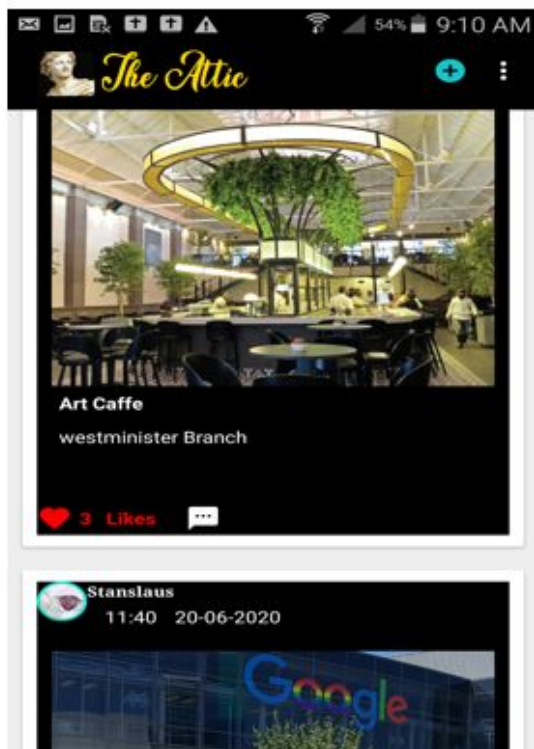 54% 9:10 AM
The Attic
Art Caffe
westminister Branch
3 Likes
Stanslaus
11:40 20-06-2020
Google